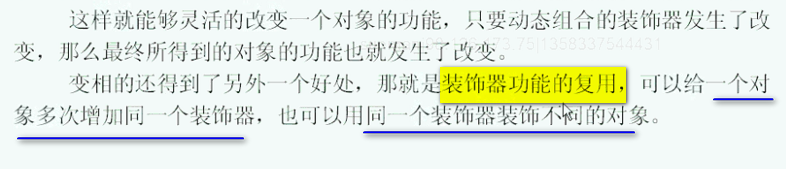 这样就能够灵活的改变一个对象的功能，只要动态组合的装饰器发生了改
变，那么最终所得到的对象的功能也就发生了改变。
变相的还得到了另外一个好处，那就是装饰器功能的复用，可以给一个对
象多次增加同一个装饰器，也可以用同一个装饰器装饰不同的对象。